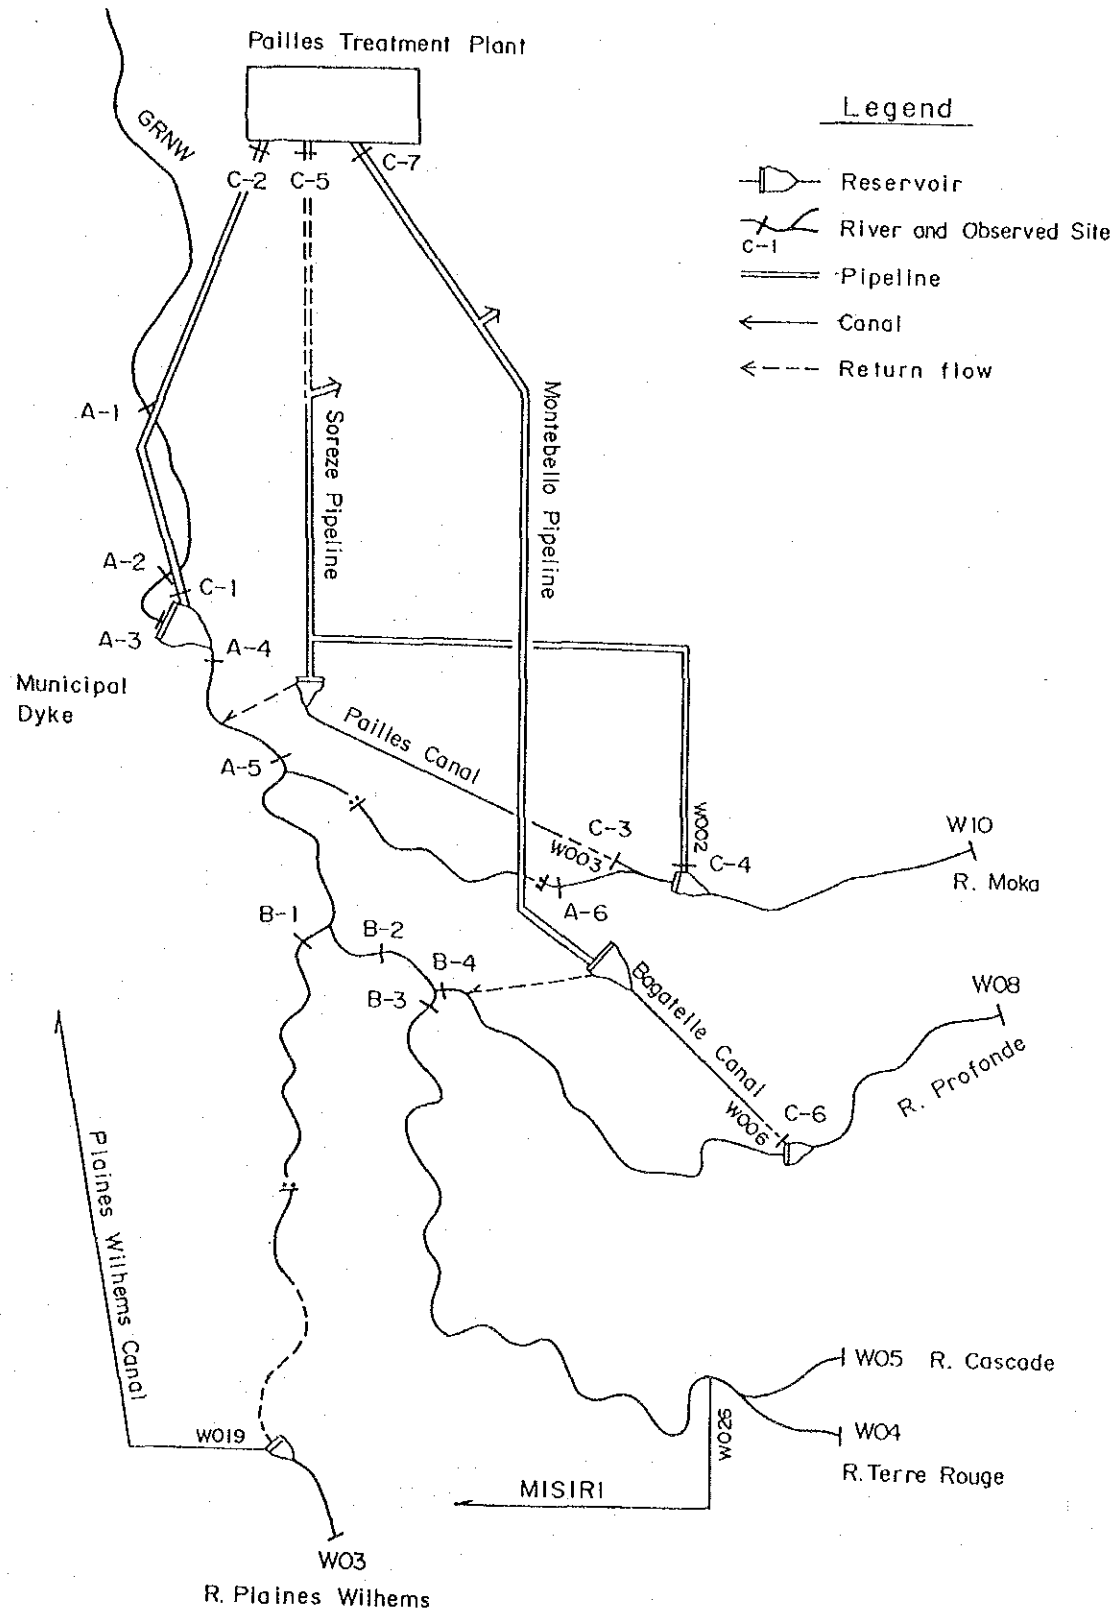 Pailles Treatment Plant
GRNW
C-2
C-5
C-7
Legend
Reservoir
River and Observed Site
C-1
Pipeline
Canal
Return flow
A-1
Soreze Pipeline
Montebello Pipeline
A-2
C-1
A-3
A-4
Municipal
Dyke
Pailles Canal
A-5
C-3
W003
W002
C-4
W10
R. Moka
A-6
B-1
B-2
B-4
B-3
Bagatelle Canal
W08
R. Profonde
C-6
W006
Plaines Wilhems Canal
W05 R. Cascade
W04
R. Terre Rouge
W026
W019
MISIRI
W03
R. Plaines Wilhems